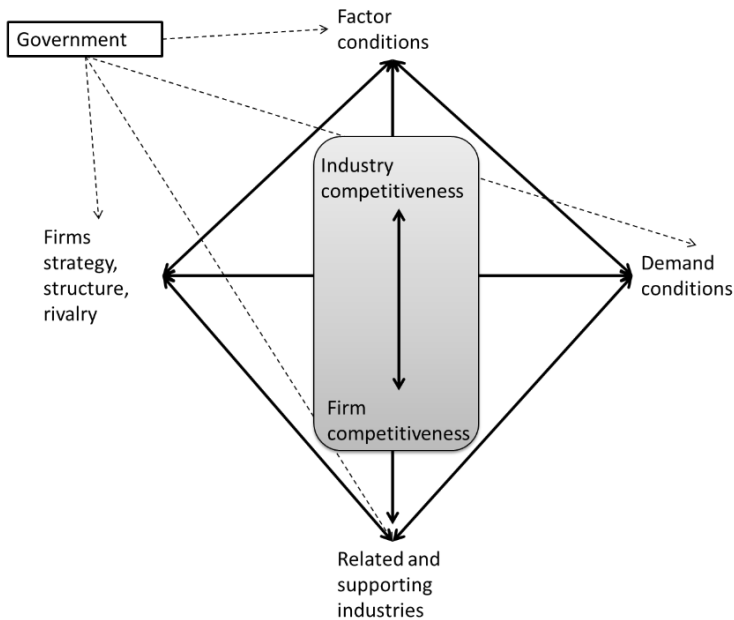 Government
Factor
conditions
Industry
competitiveness
Firms
strategy,
structure,
rivalry
Demand
conditions
Firm
competitiveness
Related and
supporting
industries